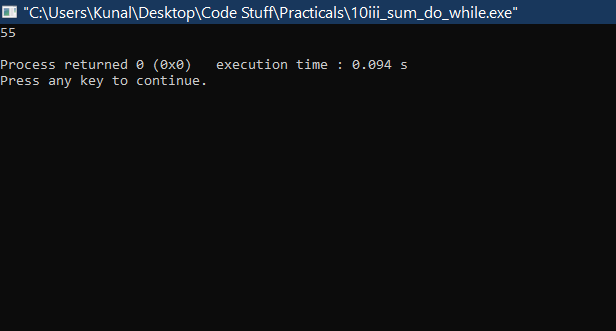 "C:\Users\Kunal\Desktop\Code Stuff\Practicals\10iii_sum_do_while.exe"
55
Process returned 0 (0x0)   execution time : 0.094 s
Press any key to continue.